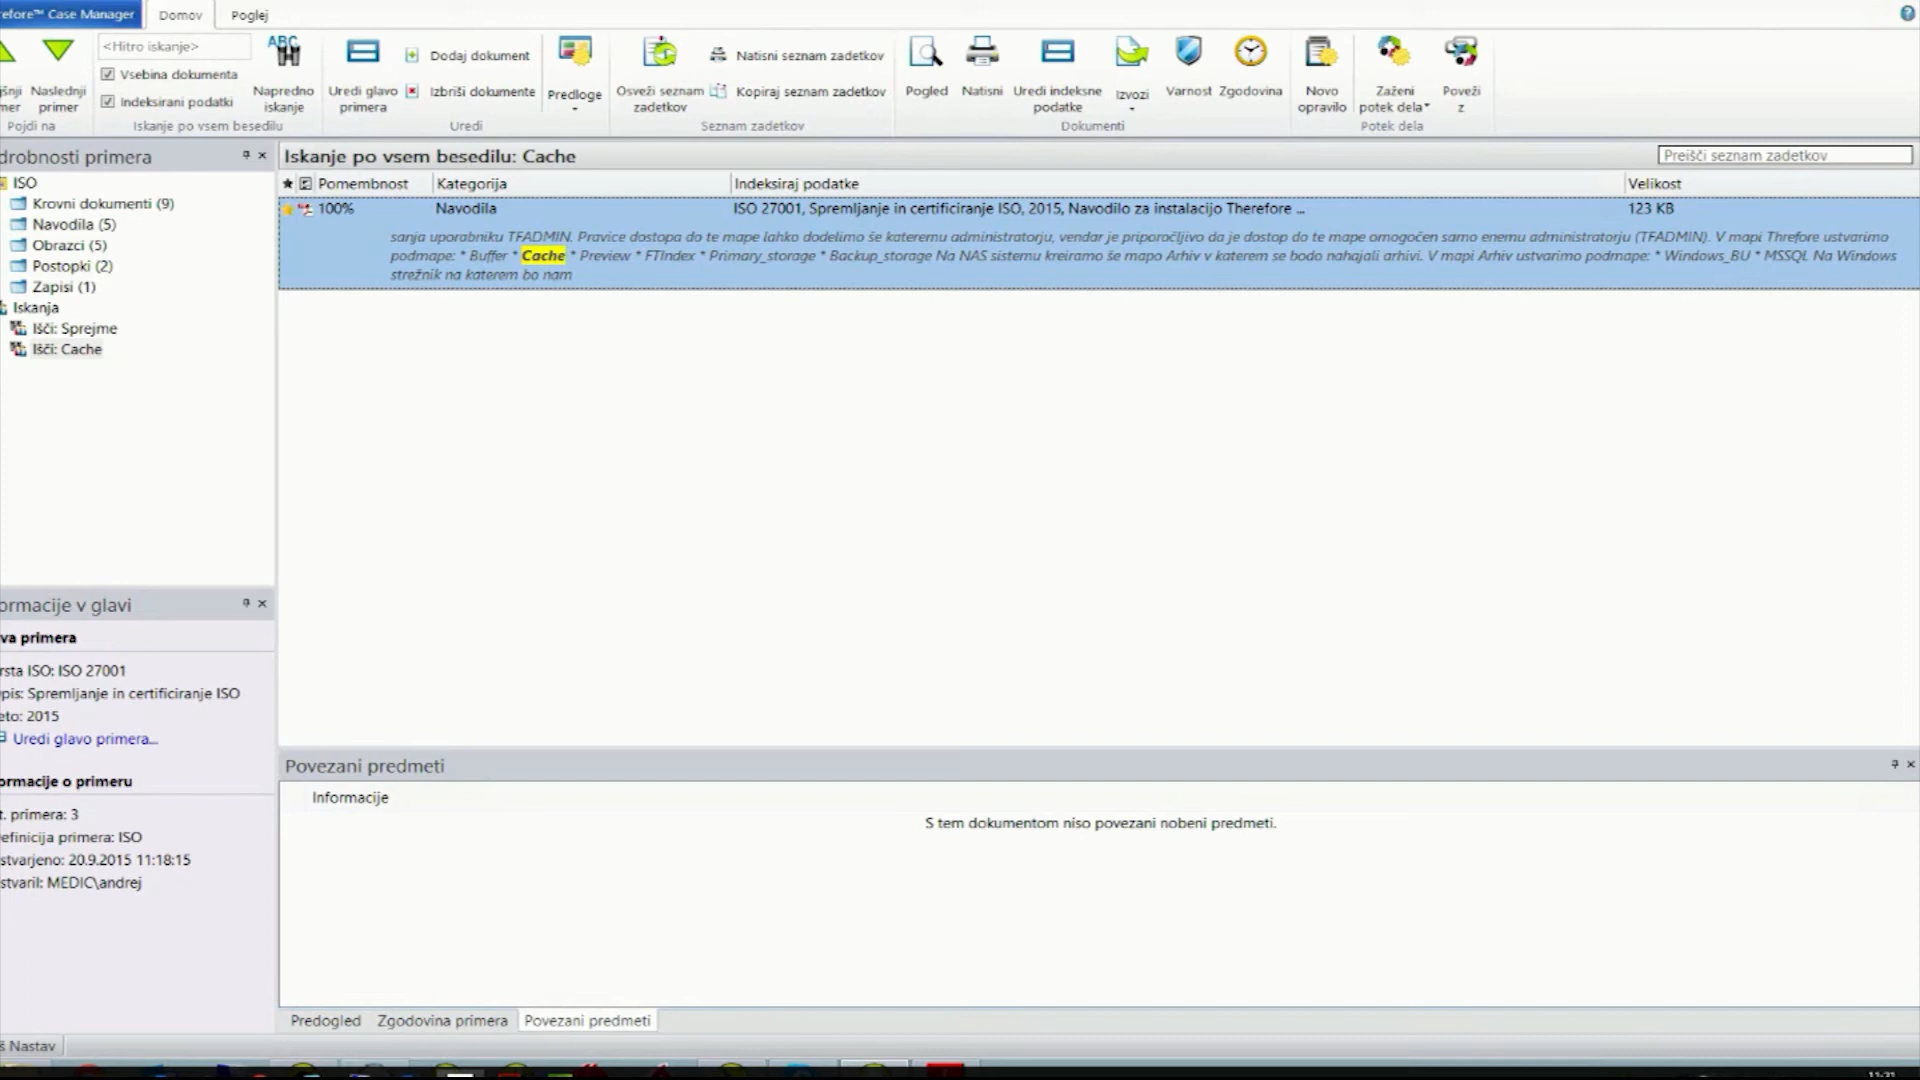 efore™ Case Manager
Domov
Poglej
<Hitro iskanje>
Vsebina dokumenta
Indeksirani podatki
Naslednji
primer
Pojdi na
ABC
Napredno
iskanje
Iskanje po vsem besedilu
Uredi glavo
primera
Dodaj dokument
Izbriši dokumente
Uredi
Predloge
Osveži seznam
zadetkov
Natisni seznam zadetkov
Kopiraj seznam zadetkov
Seznam zadetkov
Pogled
Natisni
Uredi indeksne
podatke
Izvozi
Varnost
Zgodovina
Dokumenti
Novo
opravilo
Zaženi
potek dela
Poveži
z
Potek dela
drobnosti primera
ISO
Krovni dokumenti (9)
Navodila (5)
Obrazci (5)
Postopki (2)
Zapisi (1)
Iskanja
Išči: Sprejme
Išči: Cache
Iskanje po vsem besedilu: Cache
Preišči seznam zadetkov
Pomembnost Kategorija Indeksiraj podatke Velikost
100% Navodila ISO 27001, Spremljanje in certificiranje ISO, 2015, Navodilo za instalacijo Therefore ... 123 KB
sanja uporabniku TFADMIN. Pravice dostopa do te mape lahko dodelimo še kateremu administratorju, vendar je priporočljivo da je dostop do te mape omogočen samo enemu administratorju (TFADMIN). V mapi Threfore ustvarimo
podmape: * Buffer * Cache * Preview * FTIndex * Primary_storage * Backup_storage Na NAS sistemu kreiramo še mapo Arhiv v katerem se bodo nahajali arhivi. V mapi Arhiv ustvarimo podmape: * Windows_BU * MSSQL Na Windows
strežnik na katerem bo nam
ormacije v glavi
va primera
rsta ISO: ISO 27001
pis: Spremljanje in certificiranje ISO
eto: 2015
Uredi glavo primera...
ormacije o primeru
t. primera: 3
efinicija primera: ISO
stvarjeno: 20.9.2015 11:18:15
stvaril: MEDIC\andrej
Povezani predmeti
Informacije
S tem dokumentom niso povezani nobeni predmeti.
Predogled
Zgodovina primera
Povezani predmeti
š Nastav